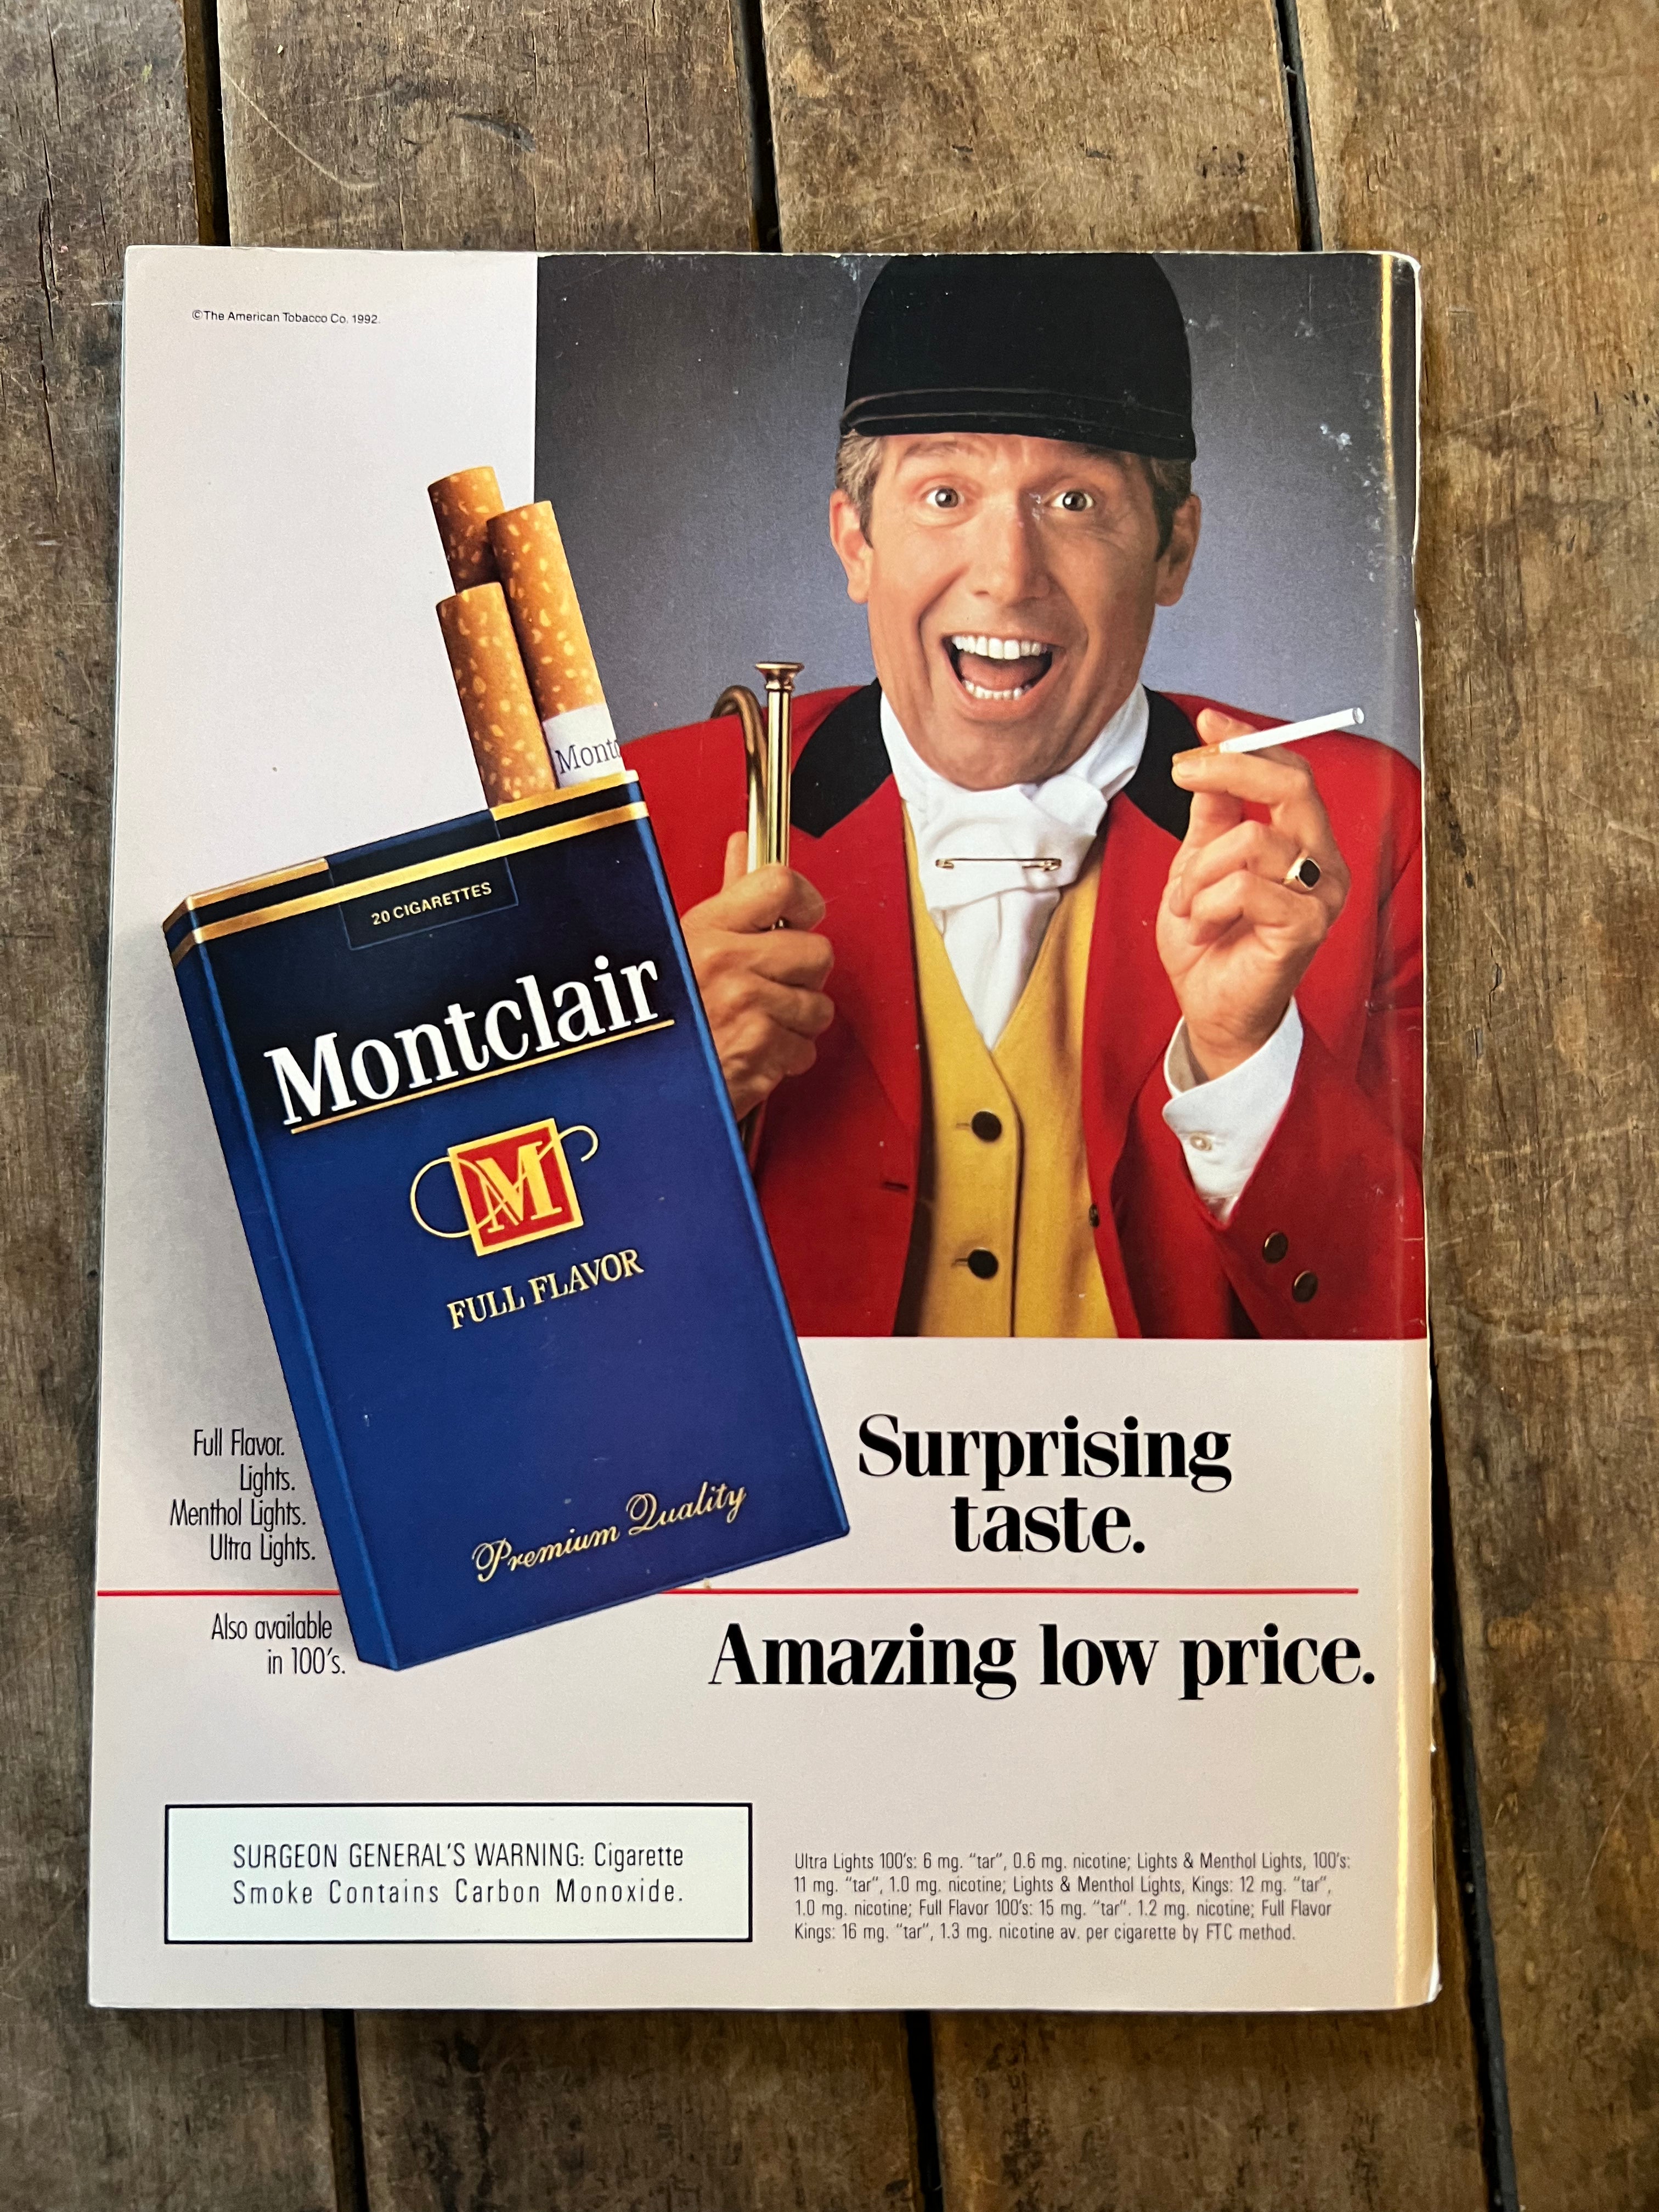 ©The American Tobacco Co. 1992.
Montc
20 CIGARETTES
Montclair
M
FULL FLAVOR
Premium Quality
Full Flavor.
Lights.
Menthol Lights.
Ultra Lights.
Also available
in 100's.
Surprising
taste.
Amazing low price.
SURGEON GENERAL'S WARNING: Cigarette
Smoke Contains Carbon Monoxide.
Ultra Lights 100's: 6 mg. "tar", 0.6 mg. nicotine; Lights & Menthol Lights, 100's:
11 mg. "tar", 1.0 mg. nicotine; Lights & Menthol Lights, Kings: 12 mg. "tar",
1.0 mg. nicotine; Full Flavor 100's: 15 mg. "tar". 1.2 mg. nicotine; Full Flavor
Kings: 16 mg. "tar", 1.3 mg. nicotine av. per cigarette by FTC method.